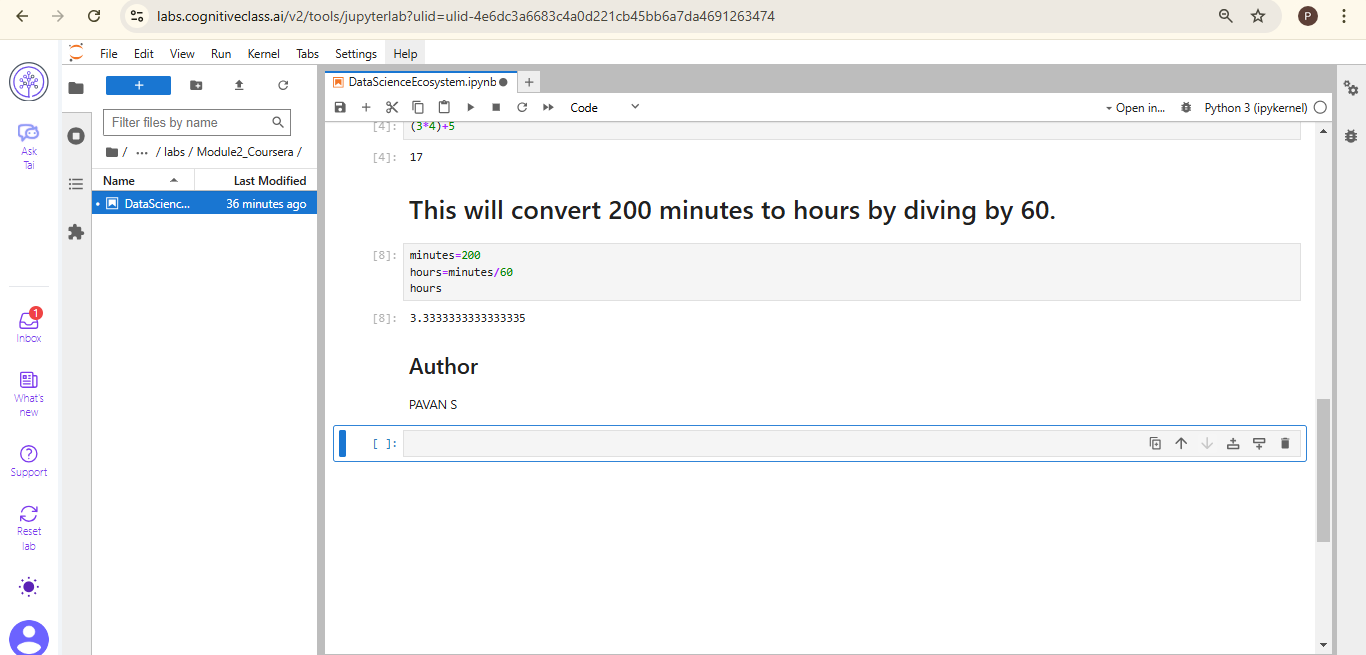 labs.cognitiveclass.ai/v2/tools/jupyterlab?ulid=ulid-4e6dc3a6683c4a0d221cb45bb6a7da4691263474
P
File Edit View Run Kernel Tabs Settings Help
Ask
Tai
1
Inbox
What's
new
Support
Reset
lab
+
Filter files by name
/ ··· / labs / Module2_Coursera /
Name Last Modified
DataScienc... 36 minutes ago
DataScienceEcosystem.ipynb
+
Code
Open in...
Python 3 (ipykernel)
[4]: (3*4)+5
[4]: 17
This will convert 200 minutes to hours by diving by 60.
[8]: minutes=200
hours=minutes/60
hours
[8]: 3.3333333333333335
Author
PAVAN S
[ ]: